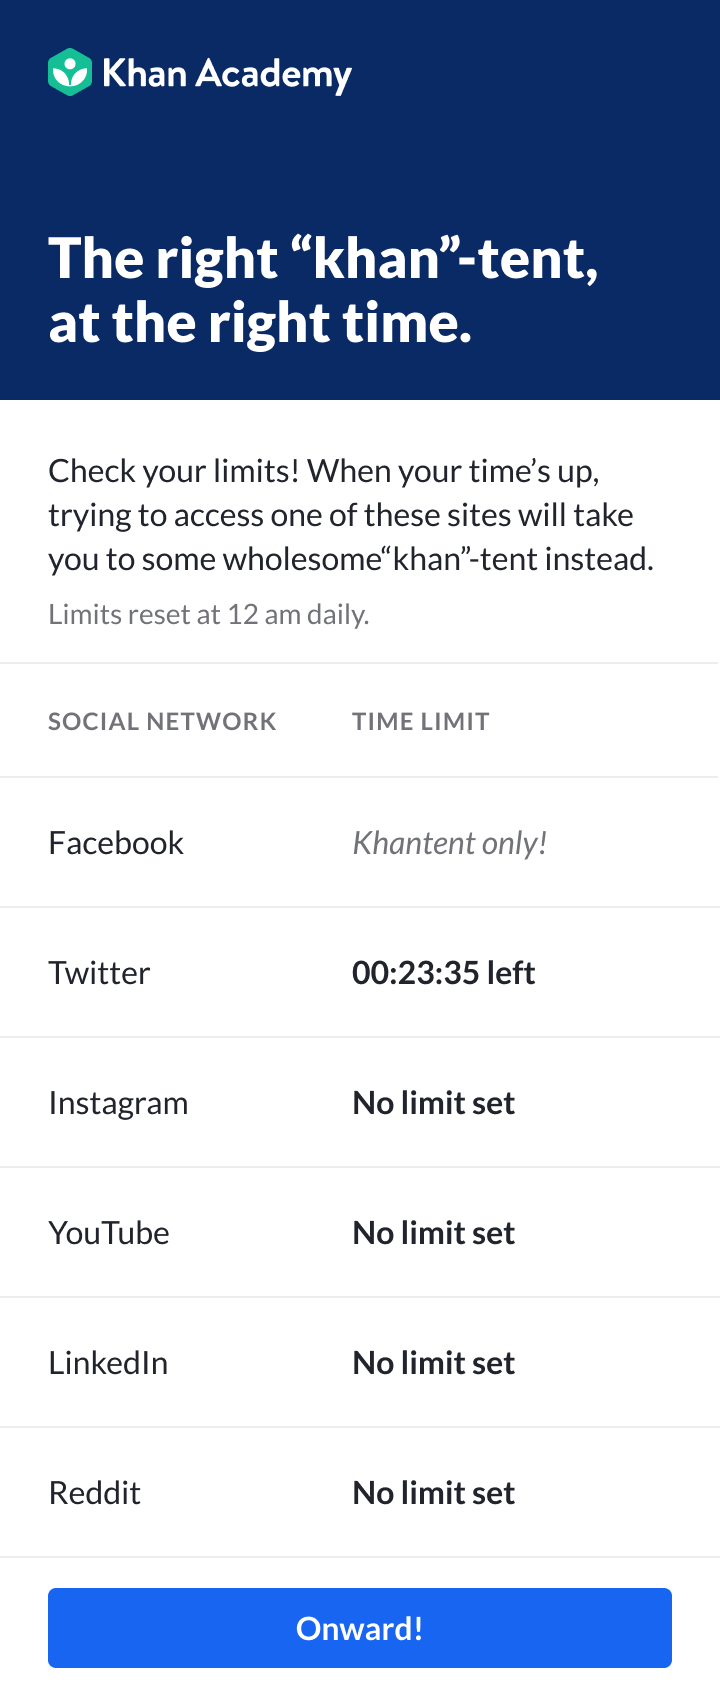 Khan Academy
The right “khan”-tent,
at the right time.
Check your limits! When your time’s up,
trying to access one of these sites will take
you to some wholesome“khan”-tent instead.
Limits reset at 12 am daily.
SOCIAL NETWORK TIME LIMIT
Facebook Khantent only!
Twitter 00:23:35 left
Instagram No limit set
YouTube No limit set
LinkedIn No limit set
Reddit No limit set
Onward!